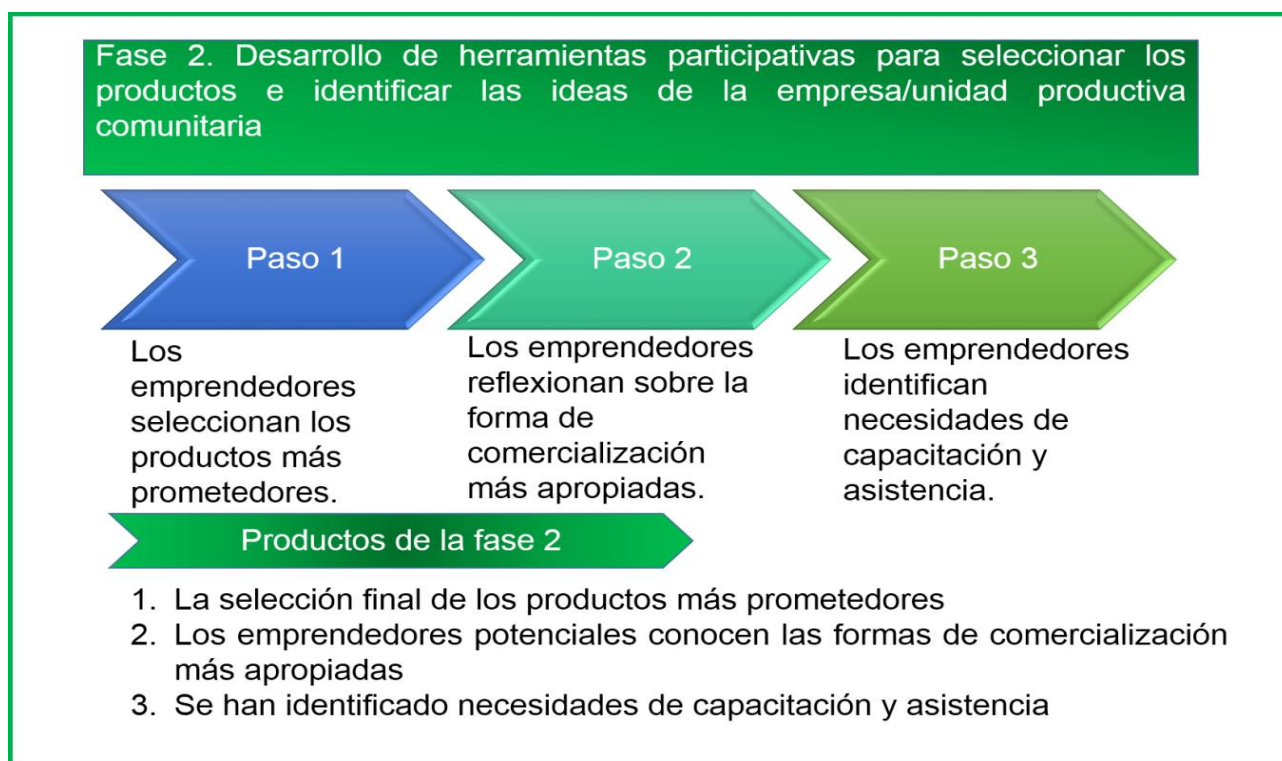 Fase 2. Desarrollo de herramientas participativas para seleccionar los
productos e identificar las ideas de la empresa/unidad productiva
comunitaria
Paso 1
Paso 2
Paso 3
Los
emprendedores
seleccionan los
productos más
prometedores.
Los emprendedores
reflexionan sobre la
forma de
comercialización
más apropiadas.
Los emprendedores
identifican
necesidades de
capacitación y
asistencia.
Productos de la fase 2
1. La selección final de los productos más prometedores
2. Los emprendedores potenciales conocen las formas de comercialización
más apropiadas
3. Se han identificado necesidades de capacitación y asistencia